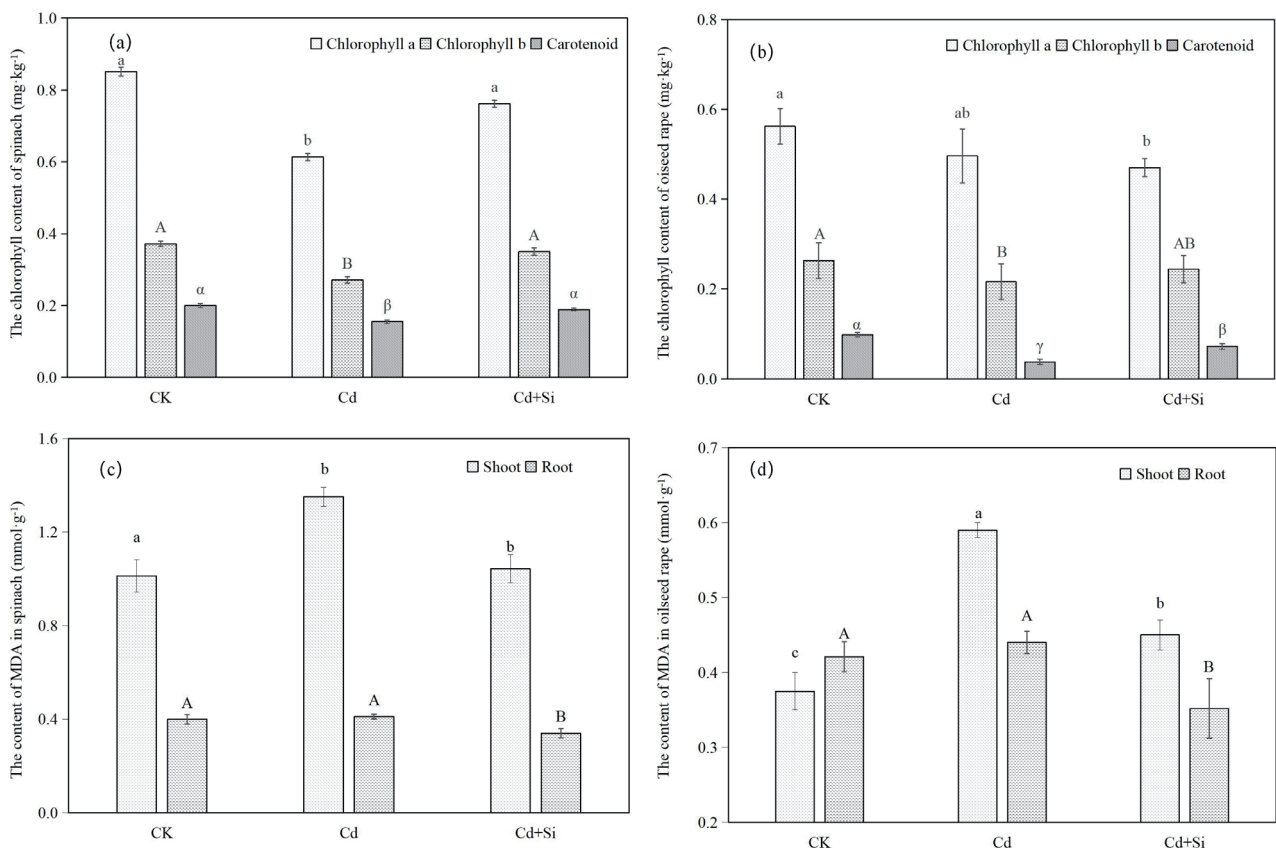 The chlorophyll content of spinach (mg·kg⁻¹)
(a)
Chlorophyll a Chlorophyll b Carotenoid
1.0
0.8
0.6
0.4
0.2
0.0
a
A
α
b
B
β
a
A
α
CK Cd Cd+Si
The chlorophyll content of oiseed rape (mg·kg⁻¹)
(b)
Chlorophyll a Chlorophyll b Carotenoid
0.8
0.6
0.4
0.2
0.0
a
A
α
ab
B
γ
b
AB
β
CK Cd Cd+Si
The content of MDA in spinach (mmol·g⁻¹)
(c)
Shoot Root
1.6
1.2
0.8
0.4
0.0
a
A
b
A
b
B
CK Cd Cd+Si
The content of MDA in oilseed rape (mmol·g⁻¹)
(d)
Shoot Root
0.7
0.6
0.5
0.4
0.3
0.2
c
A
a
A
b
B
CK Cd Cd+Si